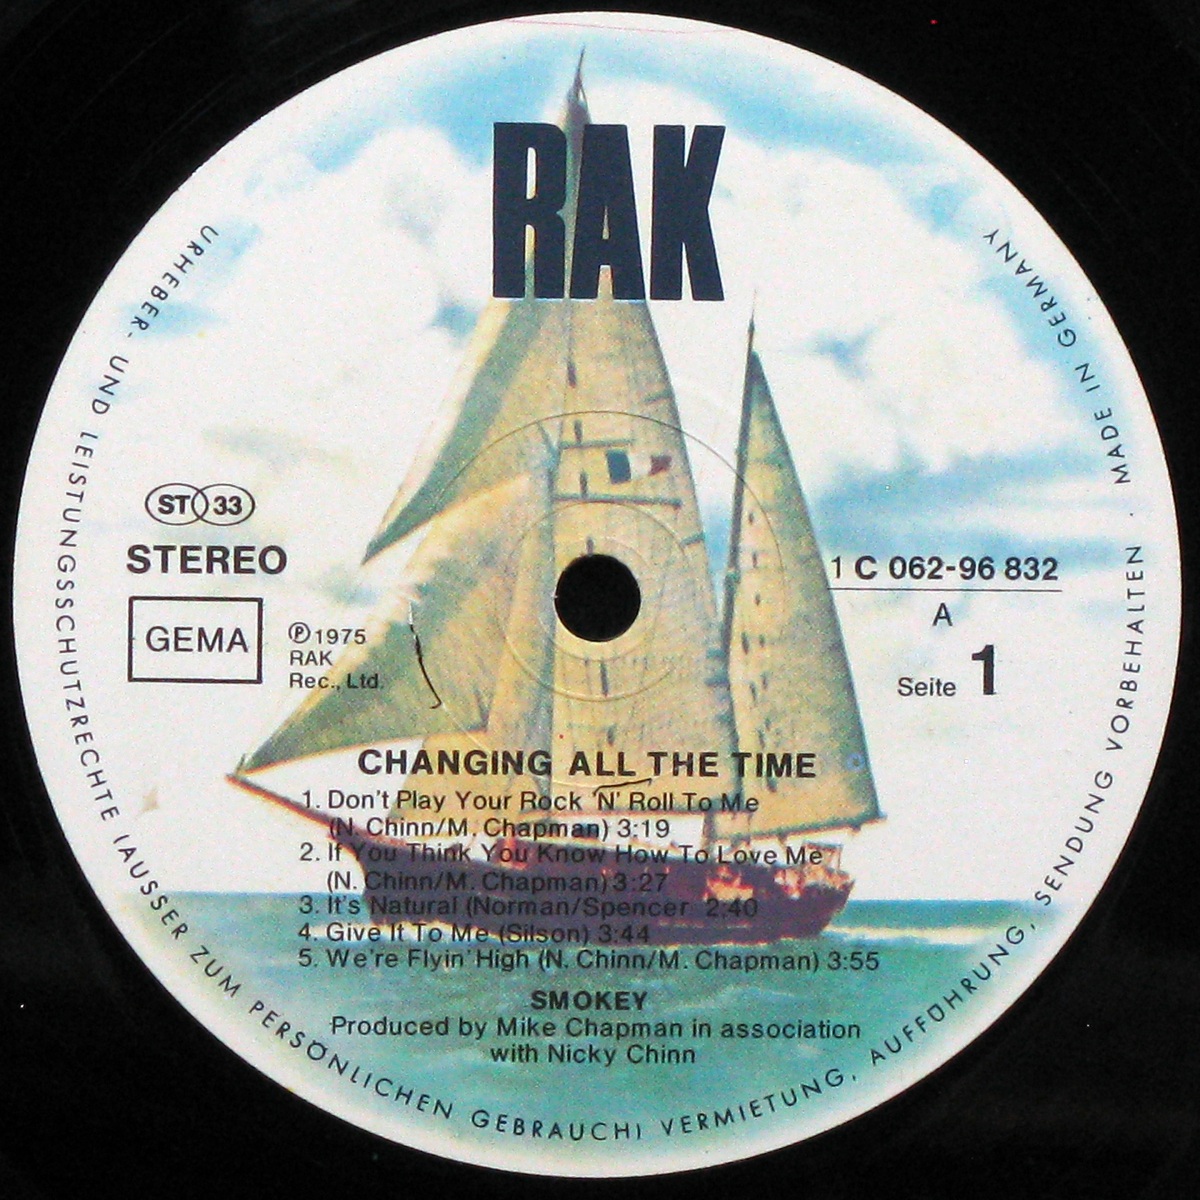 RAK
URHEBER- UND LEISTUNGSSCHUTZRECHTE (AUSSER ZUM PERSÖNLICHEN GEBRAUCH) VERMIETUNG, AUFFÜHRUNG, SENDUNG VORBEHALTEN · MADE IN GERMANY
ST 33
STEREO
GEMA
℗ 1975
RAK
Rec., Ltd.
1 C 062-96 832
A
Seite 1
CHANGING ALL THE TIME
1. Don't Play Your Rock 'N' Roll To Me
(N. Chinn/M. Chapman) 3:19
2. If You Think You Know How To Love Me
(N. Chinn/M. Chapman) 3:27
3. It's Natural (Norman/Spencer 2:40
4. Give It To Me (Silson) 3:44
5. We're Flyin' High (N. Chinn/M. Chapman) 3:55
SMOKEY
Produced by Mike Chapman in association
with Nicky Chinn